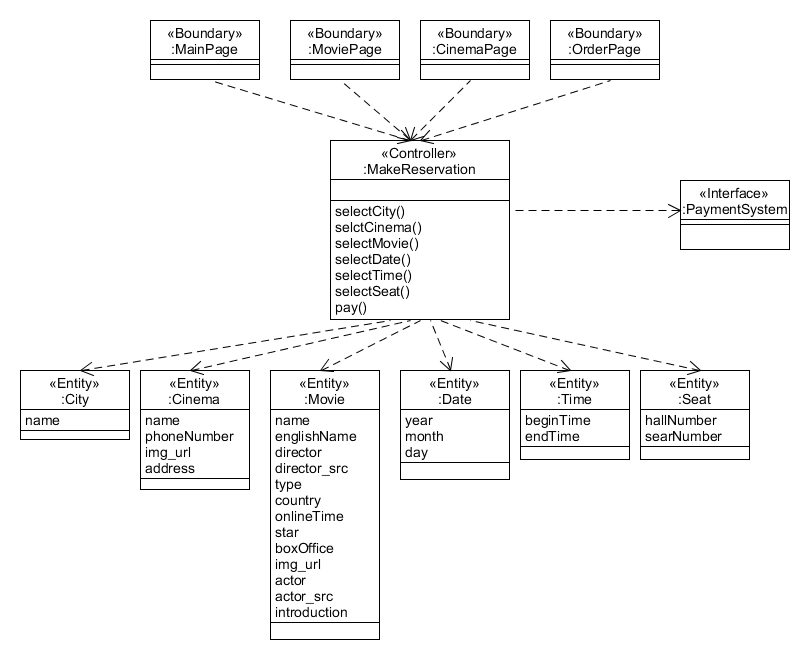 «Boundary»
:MainPage
«Boundary»
:MoviePage
«Boundary»
:CinemaPage
«Boundary»
:OrderPage
«Controller»
:MakeReservation
selectCity()
selctCinema()
selectMovie()
selectDate()
selectTime()
selectSeat()
pay()
«Interface»
:PaymentSystem
«Entity»
:City
name
«Entity»
:Cinema
name
phoneNumber
img_url
address
«Entity»
:Movie
name
englishName
director
director_src
type
country
onlineTime
star
boxOffice
img_url
actor
actor_src
introduction
«Entity»
:Date
year
month
day
«Entity»
:Time
beginTime
endTime
«Entity»
:Seat
hallNumber
searNumber